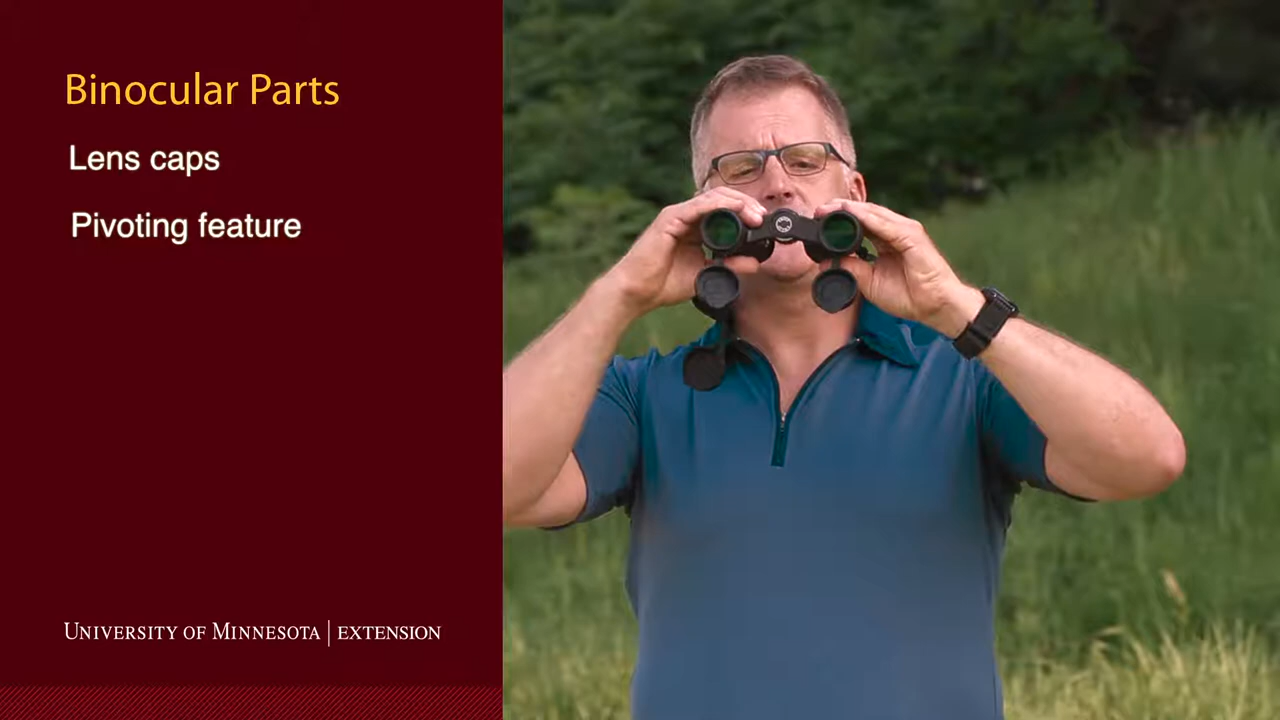 Binocular Parts
Lens caps
Pivoting feature
UNIVERSITY OF MINNESOTA | EXTENSION